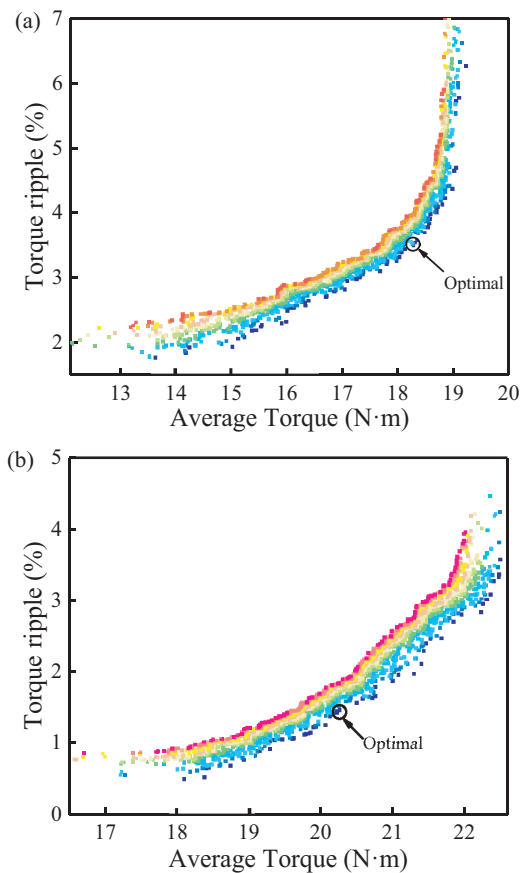 (a)
7
6
5
4
3
2
Torque ripple (%)
Optimal
13 14 15 16 17 18 19 20
Average Torque (N·m)
(b)
5
4
3
2
1
0
Torque ripple (%)
Optimal
17 18 19 20 21 22
Average Torque (N·m)